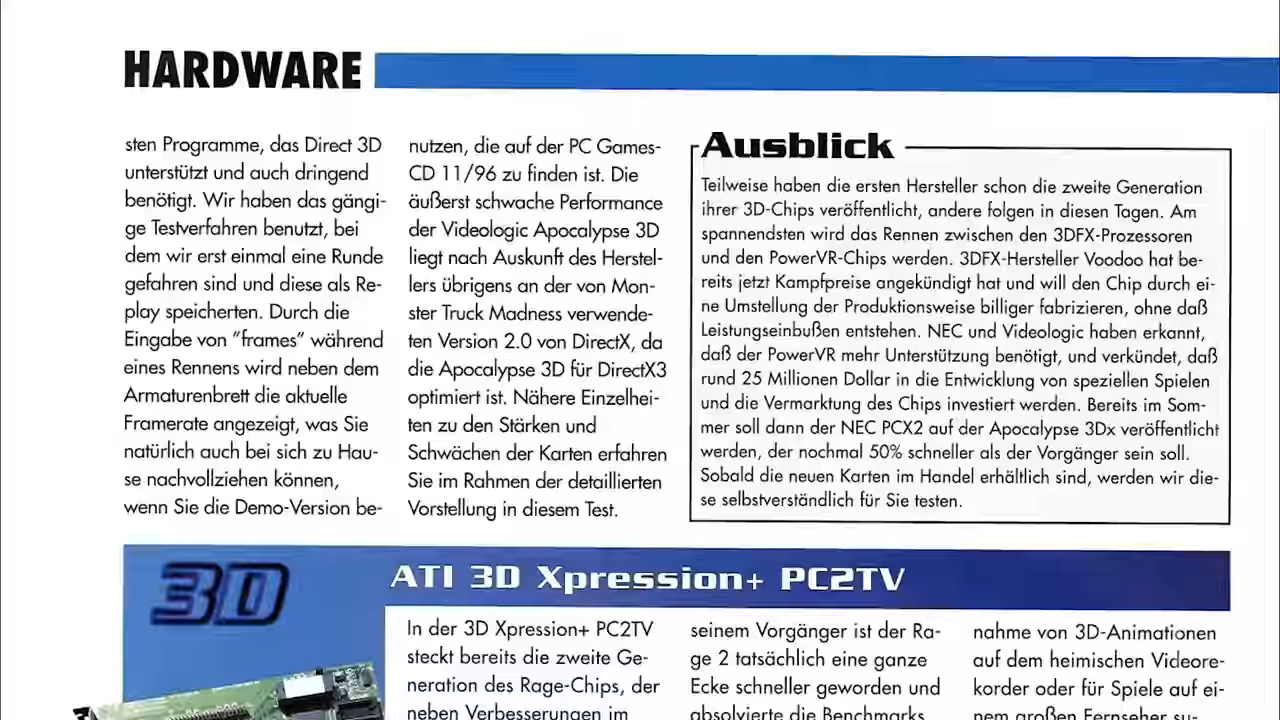 HARDWARE
sten Programme, das Direct 3D
unterstützt und auch dringend
benötigt. Wir haben das gängi-
ge Testverfahren benutzt, bei
dem wir erst einmal eine Runde
gefahren sind und diese als Re-
play speicherten. Durch die
Eingabe von "frames" während
eines Rennens wird neben dem
Armaturenbrett die aktuelle
Framerate angezeigt, was Sie
natürlich auch bei sich zu Hau-
se nachvollziehen können,
wenn Sie die Demo-Version be-
nutzen, die auf der PC Games-
CD 11/96 zu finden ist. Die
äußerst schwache Performance
der Videologic Apocalypse 3D
liegt nach Auskunft des Herstel-
lers übrigens an der von Mon-
ster Truck Madness verwende-
ten Version 2.0 von DirectX, da
die Apocalypse 3D für DirectX3
optimiert ist. Nähere Einzelhei-
ten zu den Stärken und
Schwächen der Karten erfahren
Sie im Rahmen der detaillierten
Vorstellung in diesem Test.
Ausblick
Teilweise haben die ersten Hersteller schon die zweite Generation
ihrer 3D-Chips veröffentlicht, andere folgen in diesen Tagen. Am
spannendsten wird das Rennen zwischen den 3DFX-Prozessoren
und den PowerVR-Chips werden. 3DFX-Hersteller Voodoo hat be-
reits jetzt Kampfpreise angekündigt hat und will den Chip durch ei-
ne Umstellung der Produktionsweise billiger fabrizieren, ohne daß
Leistungseinbußen entstehen. NEC und Videologic haben erkannt,
daß der PowerVR mehr Unterstützung benötigt, und verkündet, daß
rund 25 Millionen Dollar in die Entwicklung von speziellen Spielen
und die Vermarktung des Chips investiert werden. Bereits im Som-
mer soll dann der NEC PCX2 auf der Apocalypse 3Dx veröffentlicht
werden, der nochmal 50% schneller als der Vorgänger sein soll.
Sobald die neuen Karten im Handel erhältlich sind, werden wir die-
se selbstverständlich für Sie testen.
3D
ATI 3D Xpression+ PC2TV
In der 3D Xpression+ PC2TV
steckt bereits die zweite Ge-
neration des Rage-Chips, der
neben Verbesserungen im
seinem Vorgänger ist der Ra-
ge 2 tatsächlich eine ganze
Ecke schneller geworden und
absolvierte die Benchmarks
nahme von 3D-Animationen
auf dem heimischen Videore-
korder oder für Spiele auf ei-
nem großen Fernseher su-